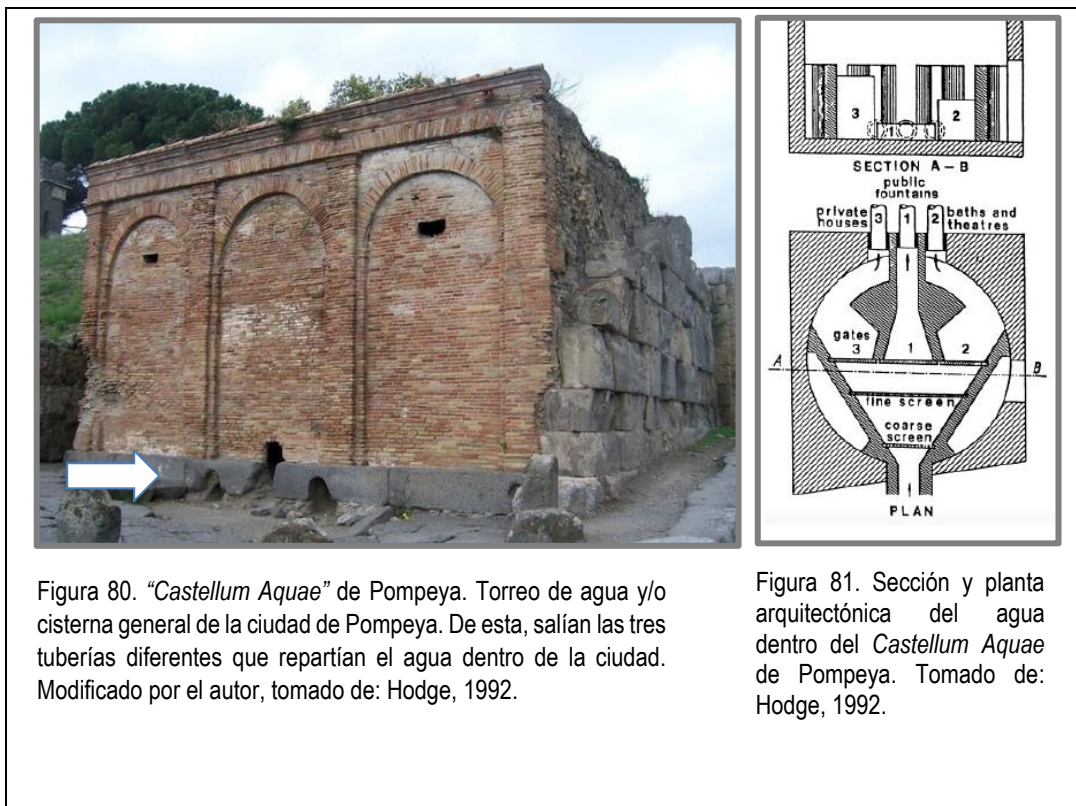 3
1
2
SECTION A – B
public
fountains
private
houses
3
1
2
baths and
theatres
gates
3
1
2
A
B
fine screen
coarse
screen
PLAN
Figura 80. “Castellum Aquae” de Pompeya. Torreo de agua y/o
cisterna general de la ciudad de Pompeya. De esta, salían las tres
tuberías diferentes que repartían el agua dentro de la ciudad.
Modificado por el autor, tomado de: Hodge, 1992.
Figura 81. Sección y planta
arquitectónica del agua
dentro del Castellum Aquae
de Pompeya. Tomado de:
Hodge, 1992.